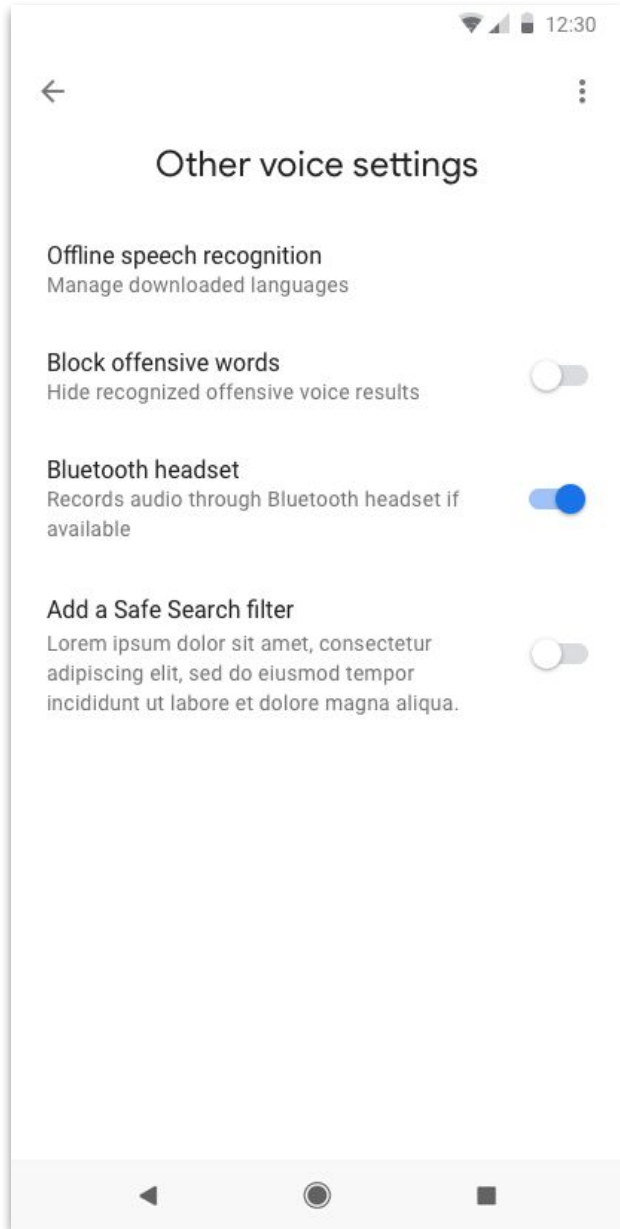 12:30
Other voice settings
Offline speech recognition
Manage downloaded languages
Block offensive words
Hide recognized offensive voice results
Bluetooth headset
Records audio through Bluetooth headset if
available
Add a Safe Search filter
Lorem ipsum dolor sit amet, consectetur
adipiscing elit, sed do eiusmod tempor
incididunt ut labore et dolore magna aliqua.